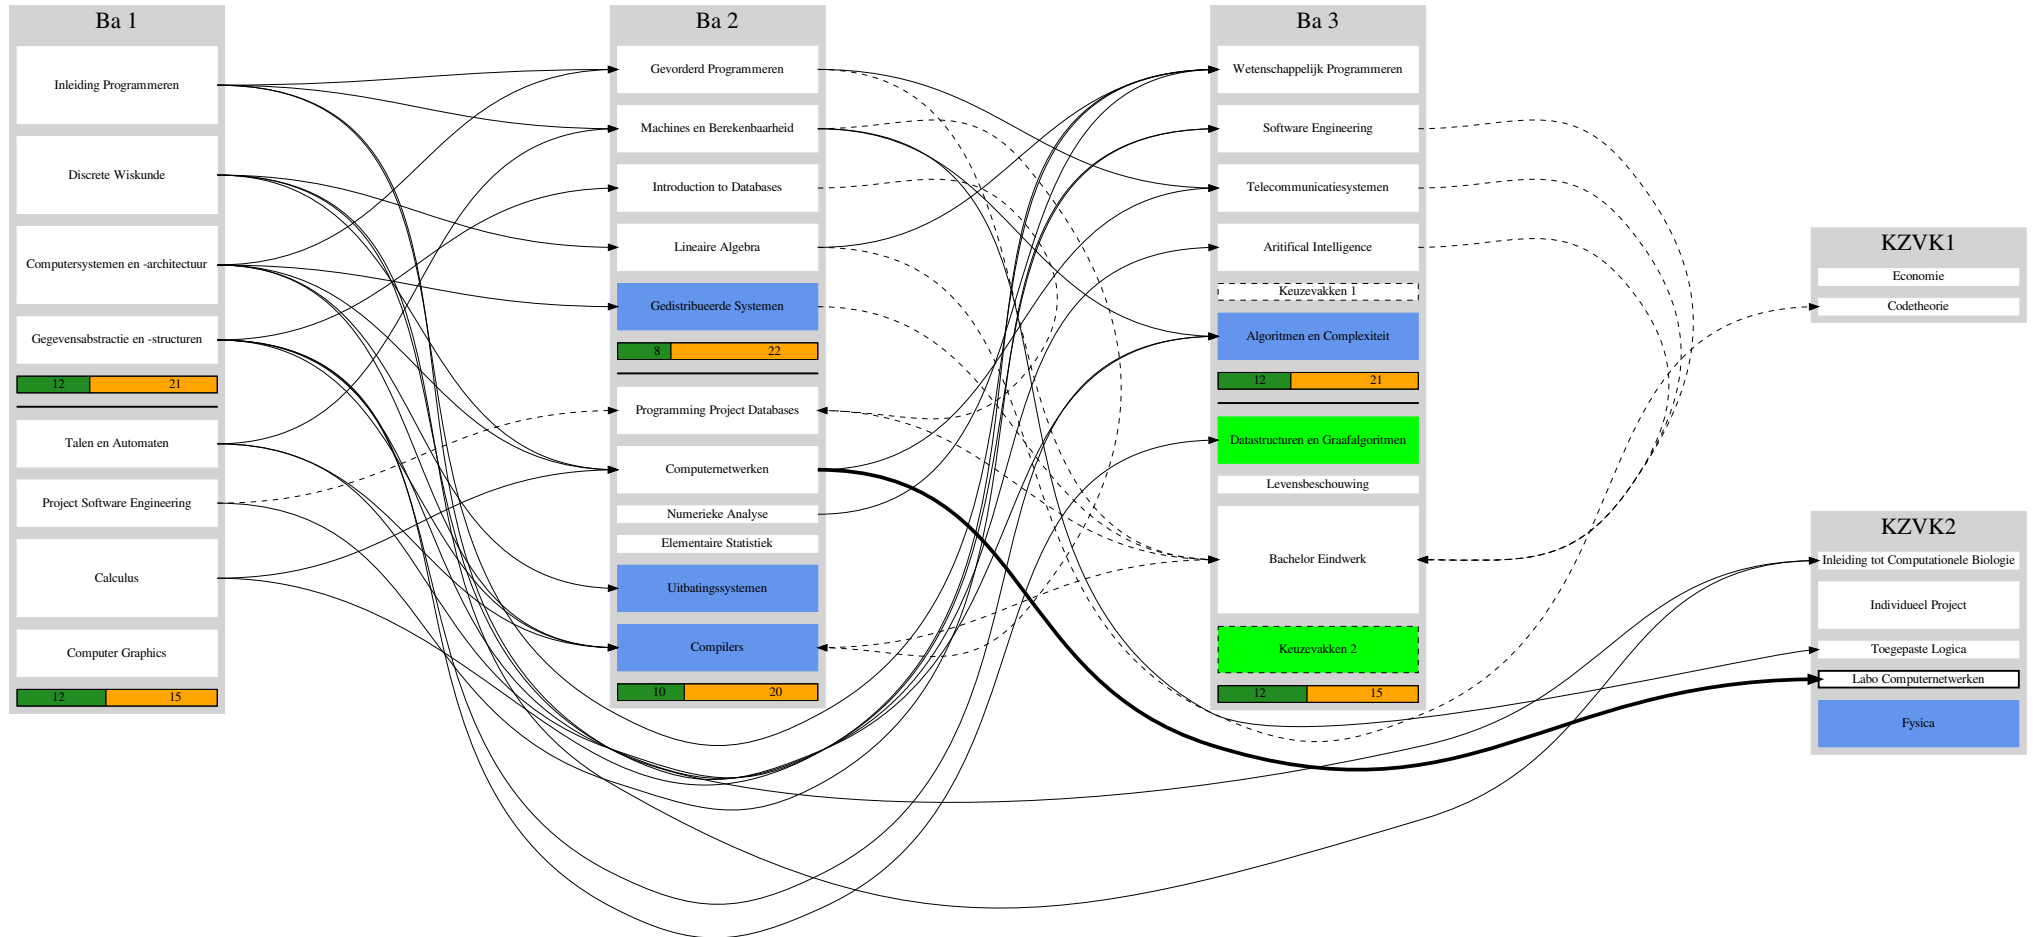 Ba 1
Inleiding Programmeren
Discrete Wiskunde
Computersystemen en -architectuur
Gegevensabstractie en -structuren
12 21
Talen en Automaten
Project Software Engineering
Calculus
Computer Graphics
12 15
Ba 2
Gevorderd Programmeren
Machines en Berekenbaarheid
Introduction to Databases
Lineaire Algebra
Gedistribueerde Systemen
8 22
Programming Project Databases
Computernetwerken
Numerieke Analyse
Elementaire Statistiek
Uitbatingssystemen
Compilers
10 20
Ba 3
Wetenschappelijk Programmeren
Software Engineering
Telecommunicatiesystemen
Aritifical Intelligence
Keuzevakken 1
Algoritmen en Complexiteit
12 21
Datastructuren en Graafalgoritmen
Levensbeschouwing
Bachelor Eindwerk
Keuzevakken 2
12 15
KZVK1
Economie
Codetheorie
KZVK2
Inleiding tot Computationele Biologie
Individueel Project
Toegepaste Logica
Labo Computernetwerken
Fysica